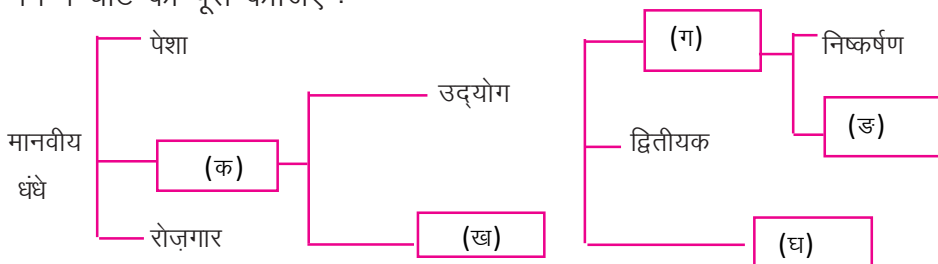 चार्ट को पूरा कीजिए :
पेशा
मानवीय
धंधे
(क)
रोज़गार
उद्योग
(ख)
(ग)
निष्कर्षण
(ङ)
द्वितीयक
(घ)